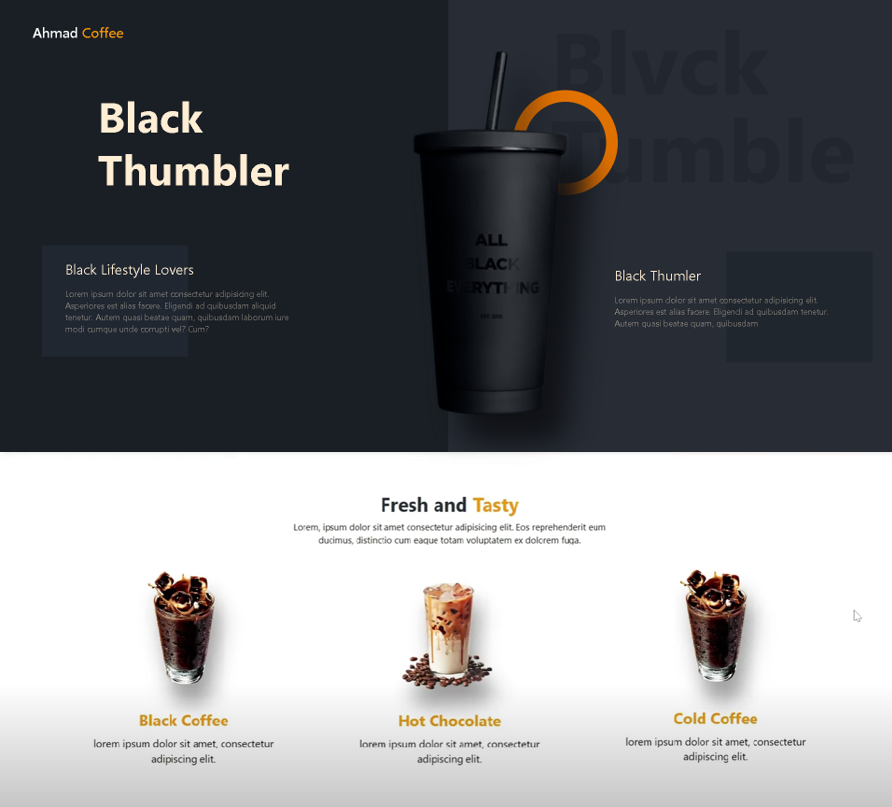 Ahmad Coffee
Blvck
Tumble
Black
Thumbler
ALL
BLACK
EVERYTHING
Black Lifestyle Lovers
Lorem ipsum dolor sit amet consectetur adipisicing elit.
Asperiores est alias facere. Eligendi ad quibusdam aliquid
tenetur. Autem quasi beatae quam, quibusdam laborum iure
modi cumque unde corrupti vel? Cum?
Black Thumler
Lorem ipsum dolor sit amet consectetur adipisicing elit.
Asperiores est alias facere. Eligendi ad quibusdam tenetur.
Autem quasi beatae quam, quibusdam
Fresh and Tasty
Lorem, ipsum dolor sit amet consectetur adipisicing elit. Eos reprehenderit eum
ducimus, distinctio cum eaque totam voluptatem ex dolorem fuga.
Black Coffee
lorem ipsum dolor sit amet, consectetur
adipiscing elit.
Hot Chocolate
lorem ipsum dolor sit amet, consectetur
adipiscing elit.
Cold Coffee
lorem ipsum dolor sit amet, consectetur
adipiscing elit.